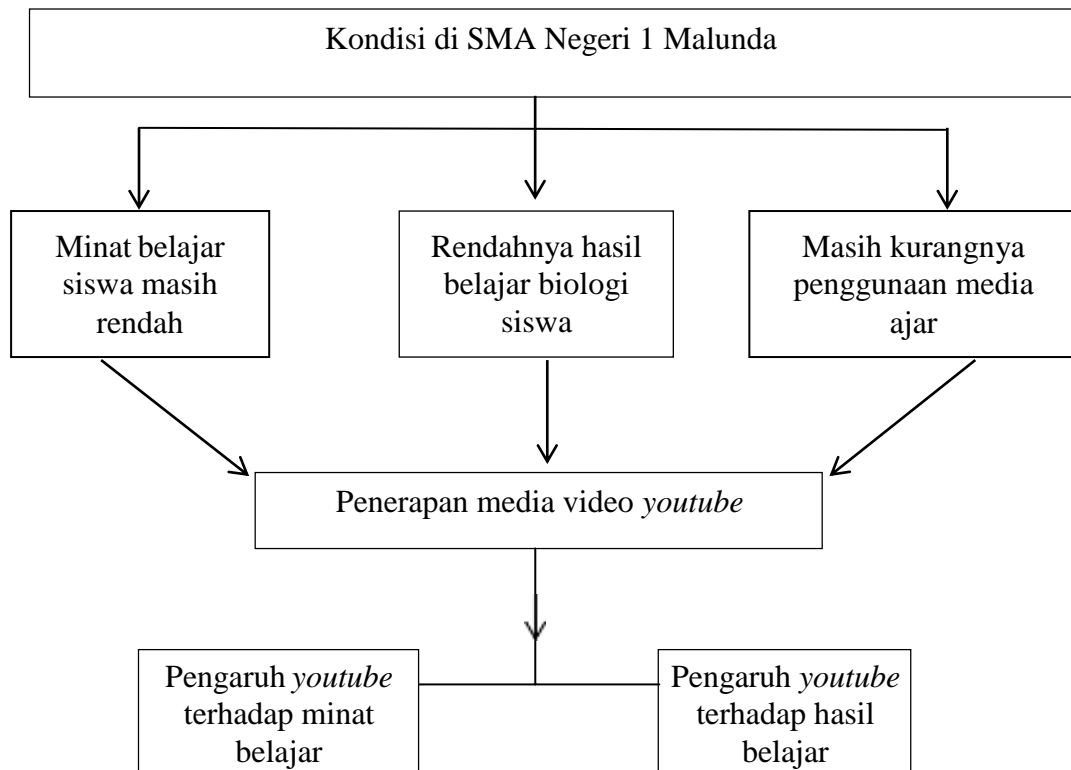 Kondisi di SMA Negeri 1 Malunda
Minat belajar
siswa masih
rendah
Rendahnya hasil
belajar biologi
siswa
Masih kurangnya
penggunaan media
ajar
Penerapan media video youtube
Pengaruh youtube
terhadap minat
belajar
Pengaruh youtube
terhadap hasil
belajar